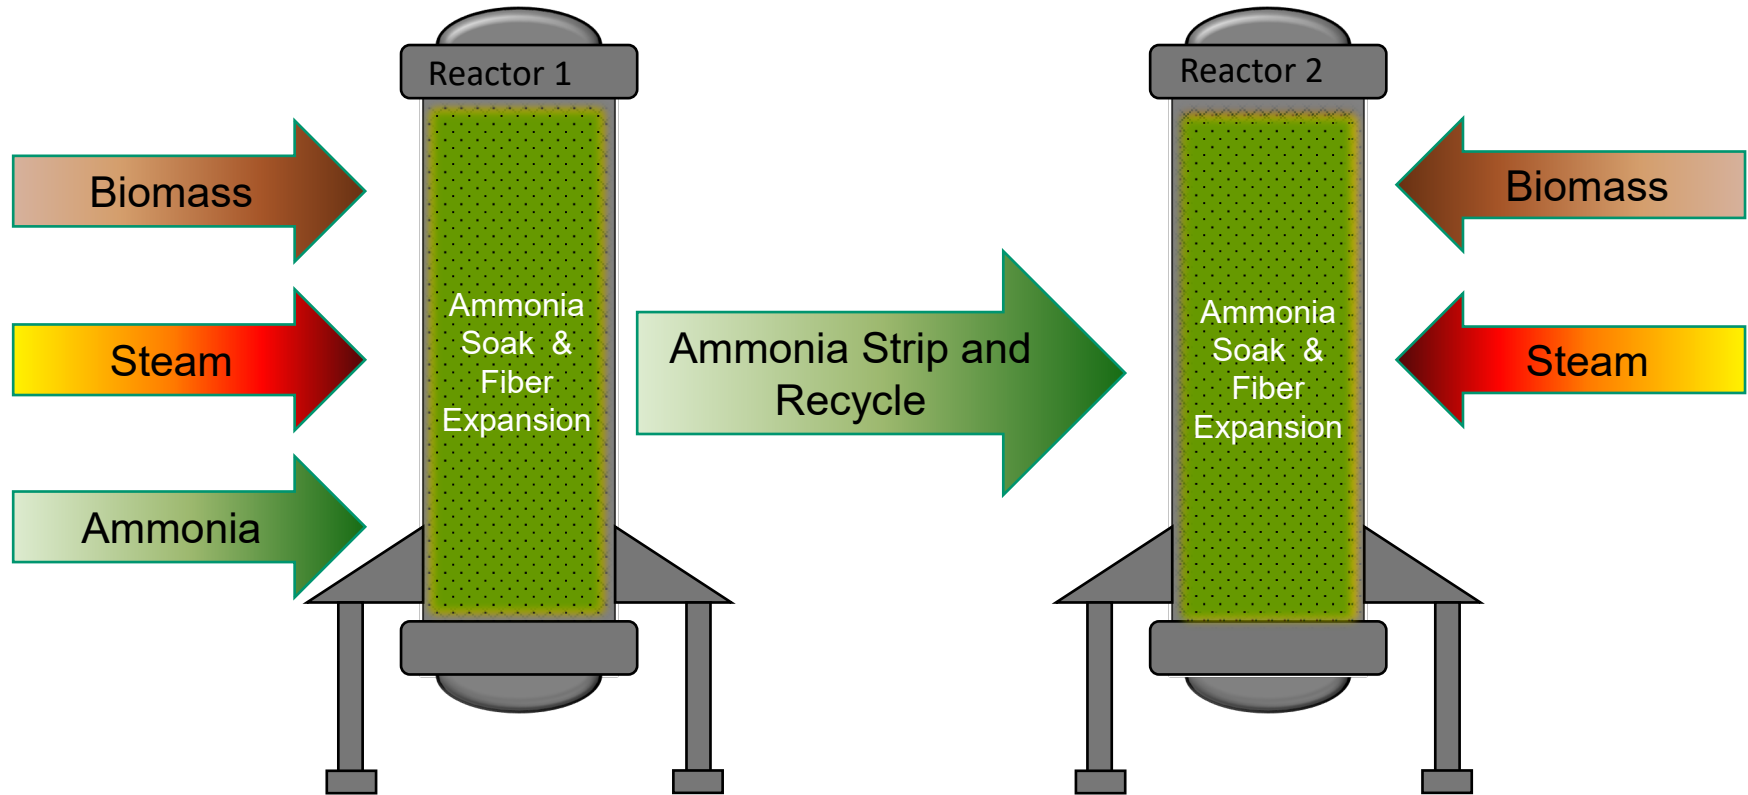 Reactor 1
Reactor 2
Biomass
Steam
Ammonia
Ammonia
Soak &
Fiber
Expansion
Ammonia Strip and
Recycle
Ammonia
Soak &
Fiber
Expansion
Biomass
Steam